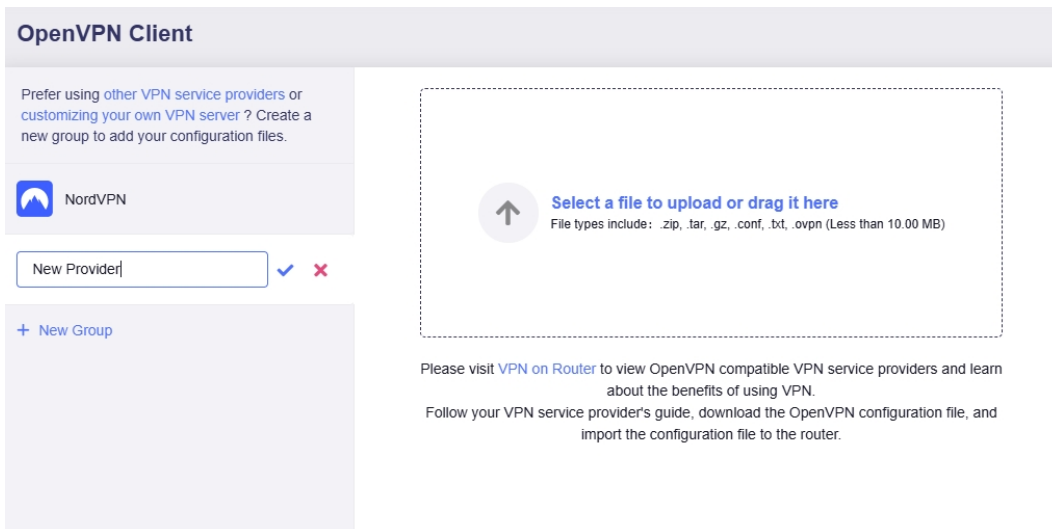 OpenVPN Client
Prefer using other VPN service providers or
customizing your own VPN server ? Create a
new group to add your configuration files.
NordVPN
New Provider
+ New Group
Select a file to upload or drag it here
File types include: .zip, .tar, .gz, .conf, .txt, .ovpn (Less than 10.00 MB)
Please visit VPN on Router to view OpenVPN compatible VPN service providers and learn
about the benefits of using VPN.
Follow your VPN service provider's guide, download the OpenVPN configuration file, and
import the configuration file to the router.